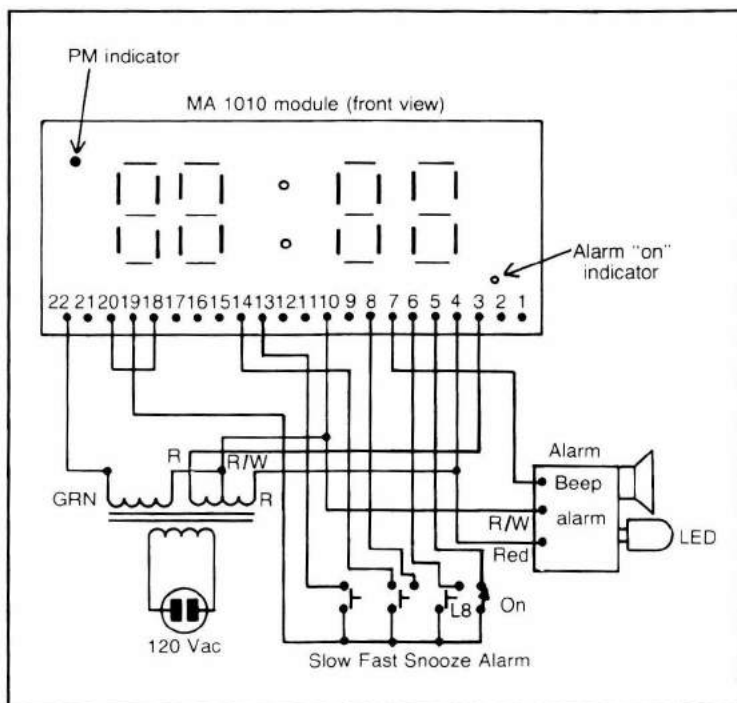 PM indicator
MA 1010 module (front view)
Alarm "on"
indicator
22 21 20 19 18 17 16 15 14 13 12 11 10 9 8 7 6 5 4 3 2 1
R
R/W
R
GRN
120 Vac
Alarm
Beep
alarm
R/W
Red
LED
L8
On
Slow Fast Snooze Alarm